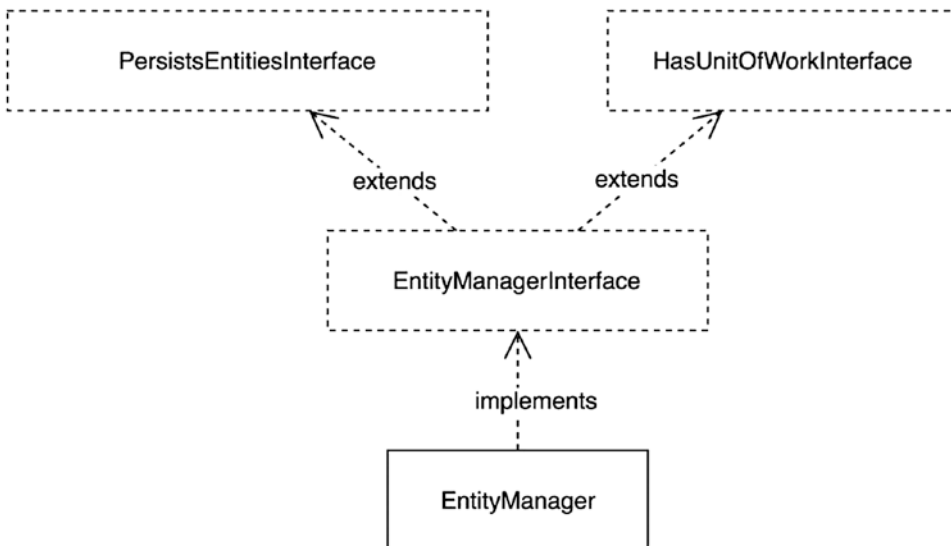 PersistsEntitiesInterface
HasUnitOfWorkInterface
extends
extends
EntityManagerInterface
implements
EntityManager